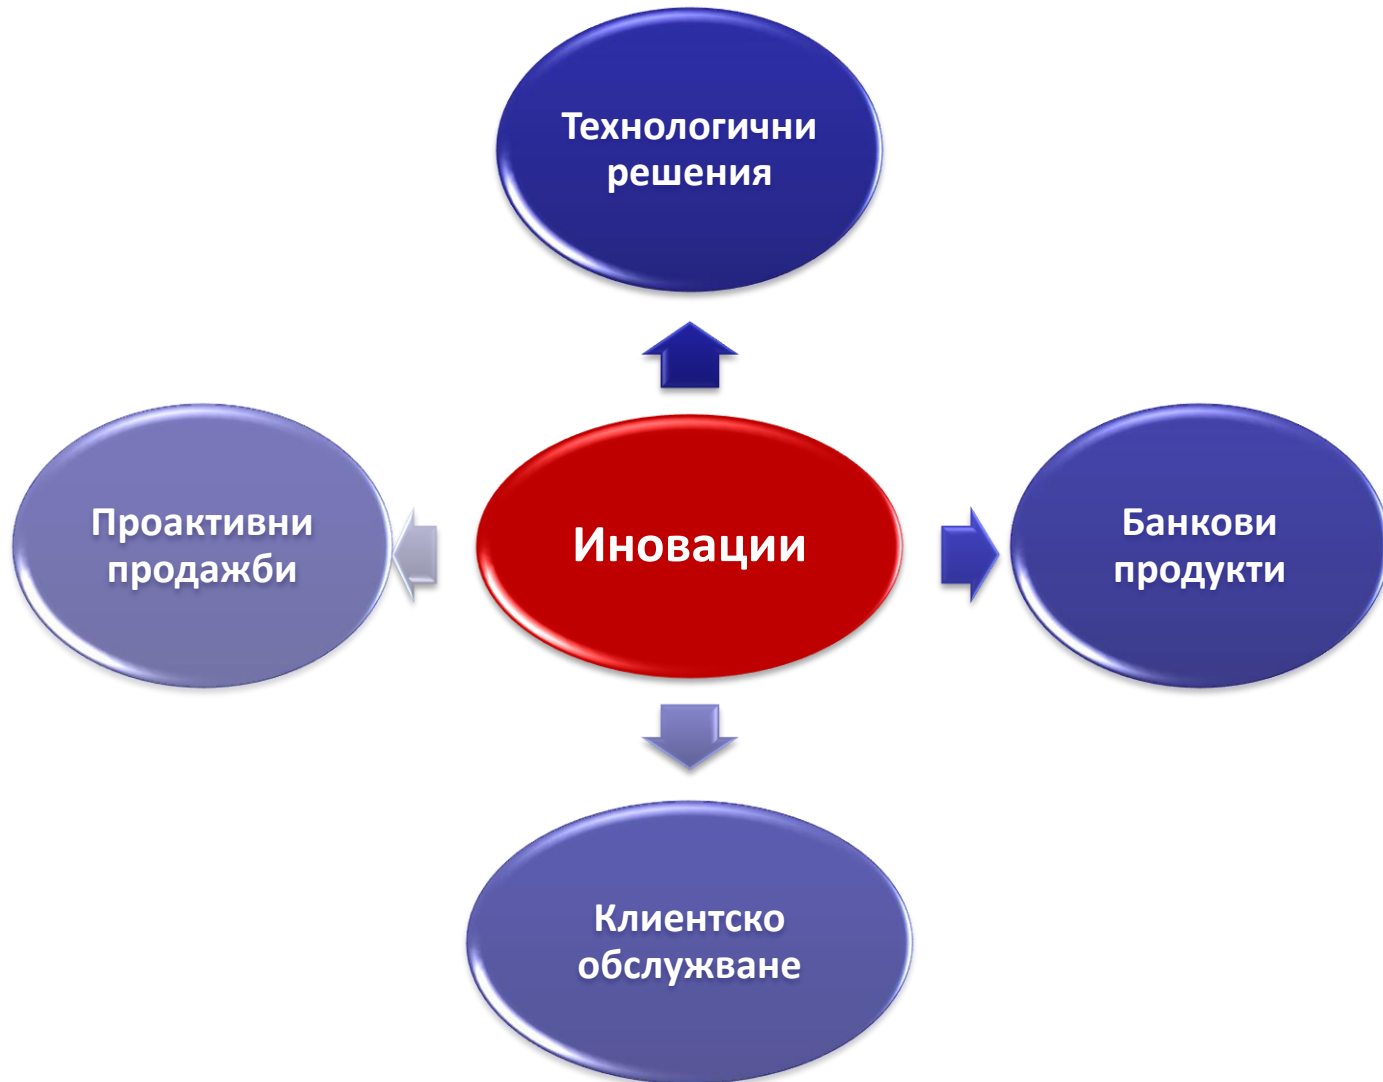 Технологични
решения
Проактивни
продажби
Иновации
Банкови
продукти
Клиентско
обслужване